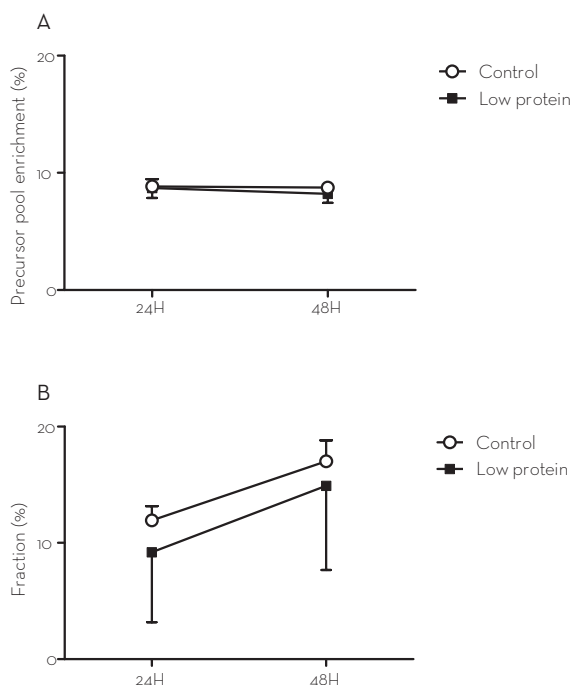 A
20
Control
Low protein
Precursor pool enrichment (%)
10
0
24H 48H
B
20
Control
Low protein
Fraction (%)
10
0
24H 48H